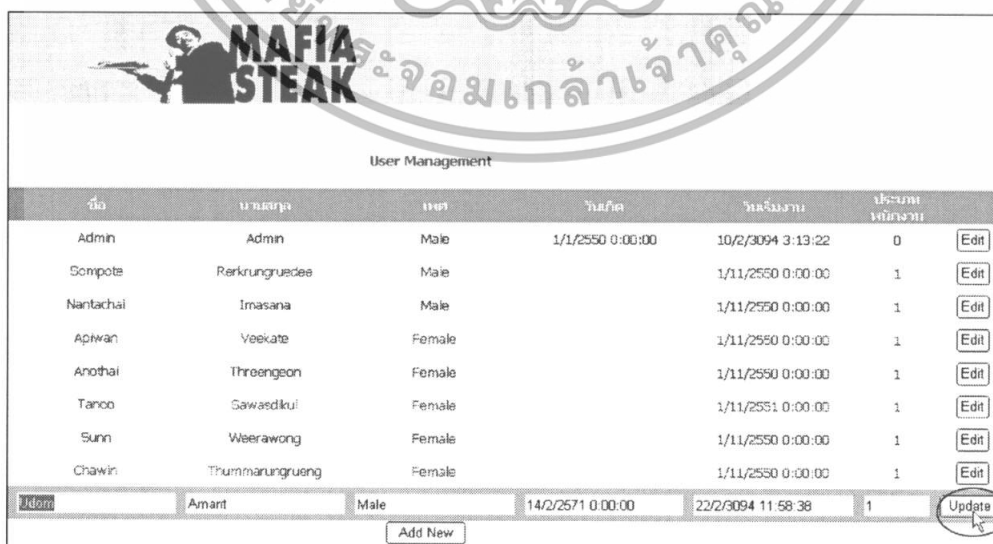 พระจอมเกล้าเจ้าคุณ
MAFIA
STEAK
User Management
ชื่อ นามสกุล เพศ วันเกิด วันเริ่มงาน ประเภทพนักงาน
Admin Admin Male 1/1/2550 0:00:00 10/2/3094 3:13:22 0 Edit
Sompote Rerkrungruedee Male 1/11/2550 0:00:00 1 Edit
Nantachai Imasana Male 1/11/2550 0:00:00 1 Edit
Apiwan Veekate Female 1/11/2550 0:00:00 1 Edit
Anothai Threengeon Female 1/11/2550 0:00:00 1 Edit
Tanoo Sawasdikul Female 1/11/2551 0:00:00 1 Edit
Sunn Weerawong Female 1/11/2550 0:00:00 1 Edit
Chawin Thummarungrueng Female 1/11/2550 0:00:00 1 Edit
Udom Amarit Male 14/2/2571 0:00:00 22/2/3094 11:58:38 1 Update
Add New